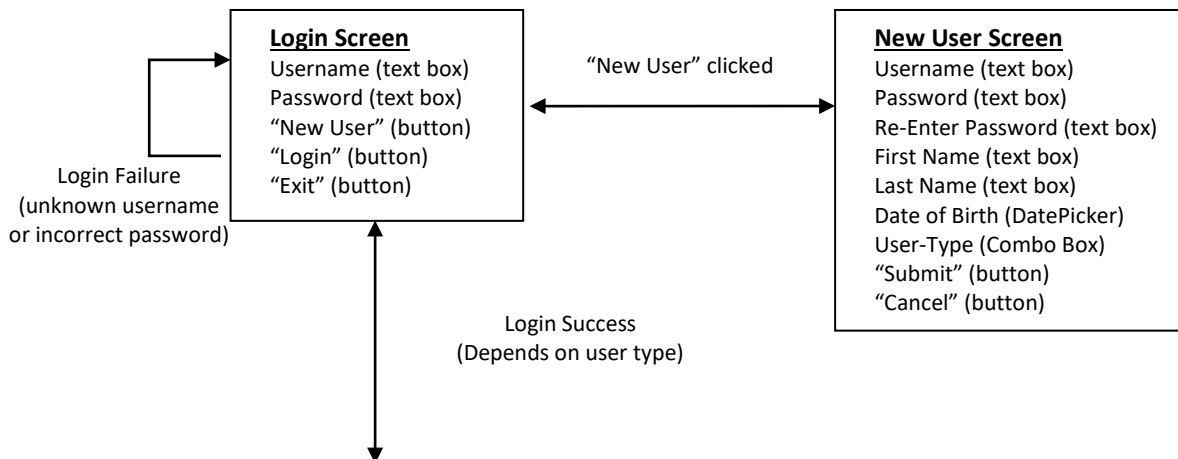 Login Screen
Username (text box)
Password (text box)
“New User” (button)
“Login” (button)
“Exit” (button)
“New User” clicked
New User Screen
Username (text box)
Password (text box)
Re-Enter Password (text box)
First Name (text box)
Last Name (text box)
Date of Birth (DatePicker)
User-Type (Combo Box)
“Submit” (button)
“Cancel” (button)
Login Failure
(unknown username
or incorrect password)
Login Success
(Depends on user type)